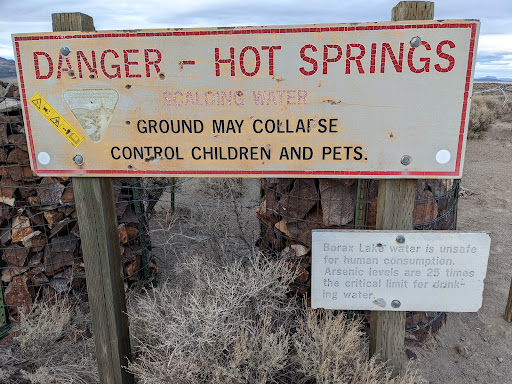 DANGER - HOT SPRINGS
SCALDING WATER
GROUND MAY COLLAPSE
CONTROL CHILDREN AND PETS.
Borax Lake water is unsafe
for human consumption.
Arsenic levels are 25 times
the critical limit for drink-
ing water.